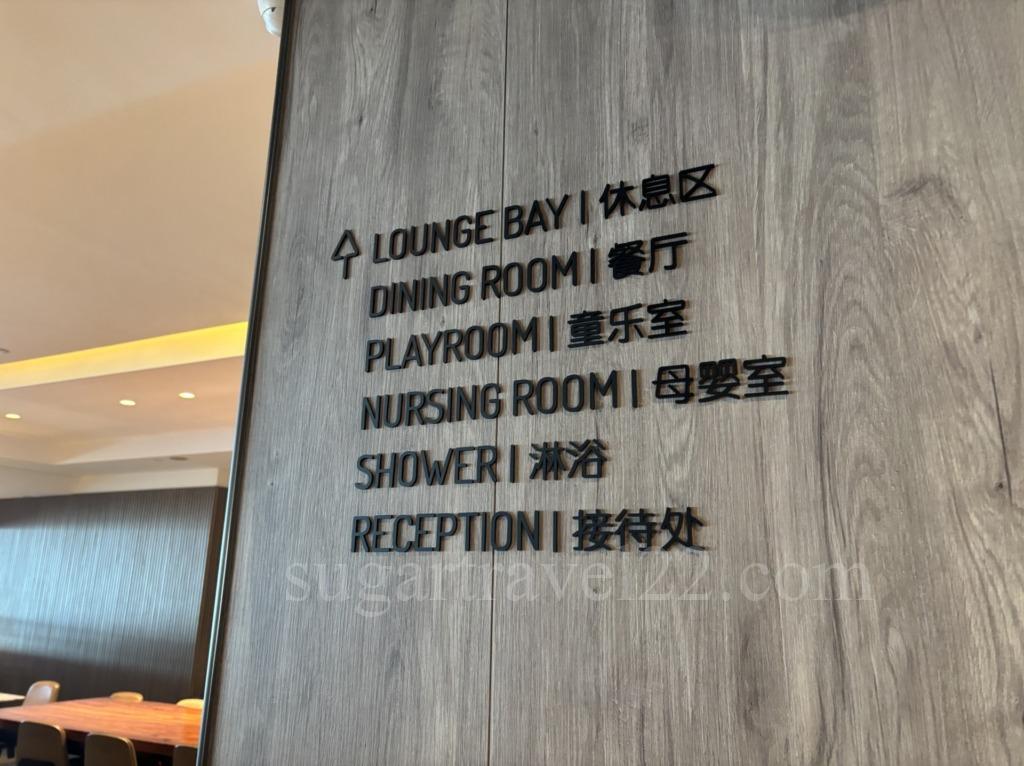 LOUNGE BAY | 休息区
DINING ROOM | 餐厅
PLAYROOM | 童乐室
NURSING ROOM | 母婴室
SHOWER | 淋浴
RECEPTION | 接待处
sugartravel22.com